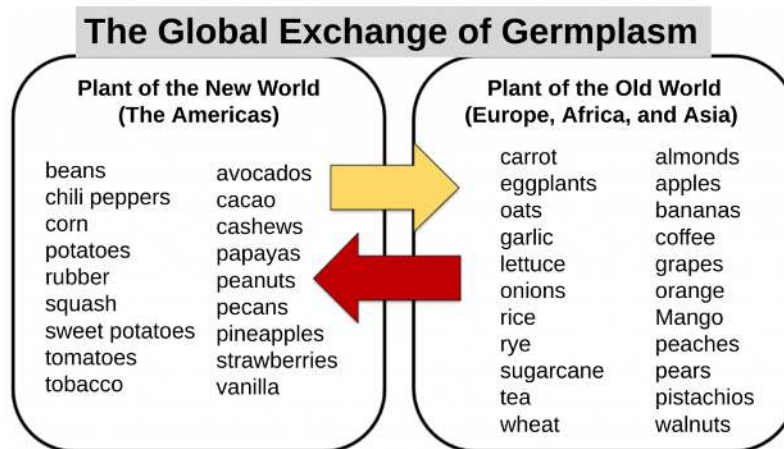 The Global Exchange of Germplasm
Plant of the New World
(The Americas)
beans
chili peppers
corn
potatoes
rubber
squash
sweet potatoes
tomatoes
tobacco
avocados
cacao
cashews
papayas
peanuts
pecans
pineapples
strawberries
vanilla
Plant of the Old World
(Europe, Africa, and Asia)
carrot
eggplants
oats
garlic
lettuce
onions
rice
rye
sugarcane
tea
wheat
almonds
apples
bananas
coffee
grapes
orange
Mango
peaches
pears
pistachios
walnuts